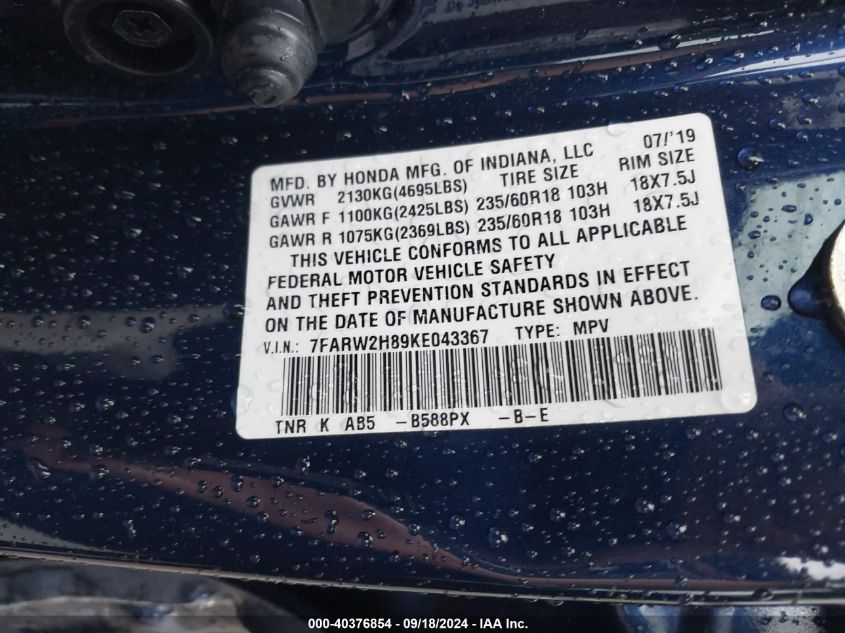 MFD. BY HONDA MFG. OF INDIANA, LLC 07/'19
GVWR 2130KG(4695LBS) TIRE SIZE RIM SIZE
GAWR F 1100KG(2425LBS) 235/60R18 103H 18X7.5J
GAWR R 1075KG(2369LBS) 235/60R18 103H 18X7.5J
THIS VEHICLE CONFORMS TO ALL APPLICABLE
FEDERAL MOTOR VEHICLE SAFETY
AND THEFT PREVENTION STANDARDS IN EFFECT
ON THE DATE OF MANUFACTURE SHOWN ABOVE.
V.I.N.: 7FARW2H89KE043367 TYPE: MPV
TNR K AB5 -B588PX -B-E
000-40376854 - 09/18/2024 - IAA Inc.